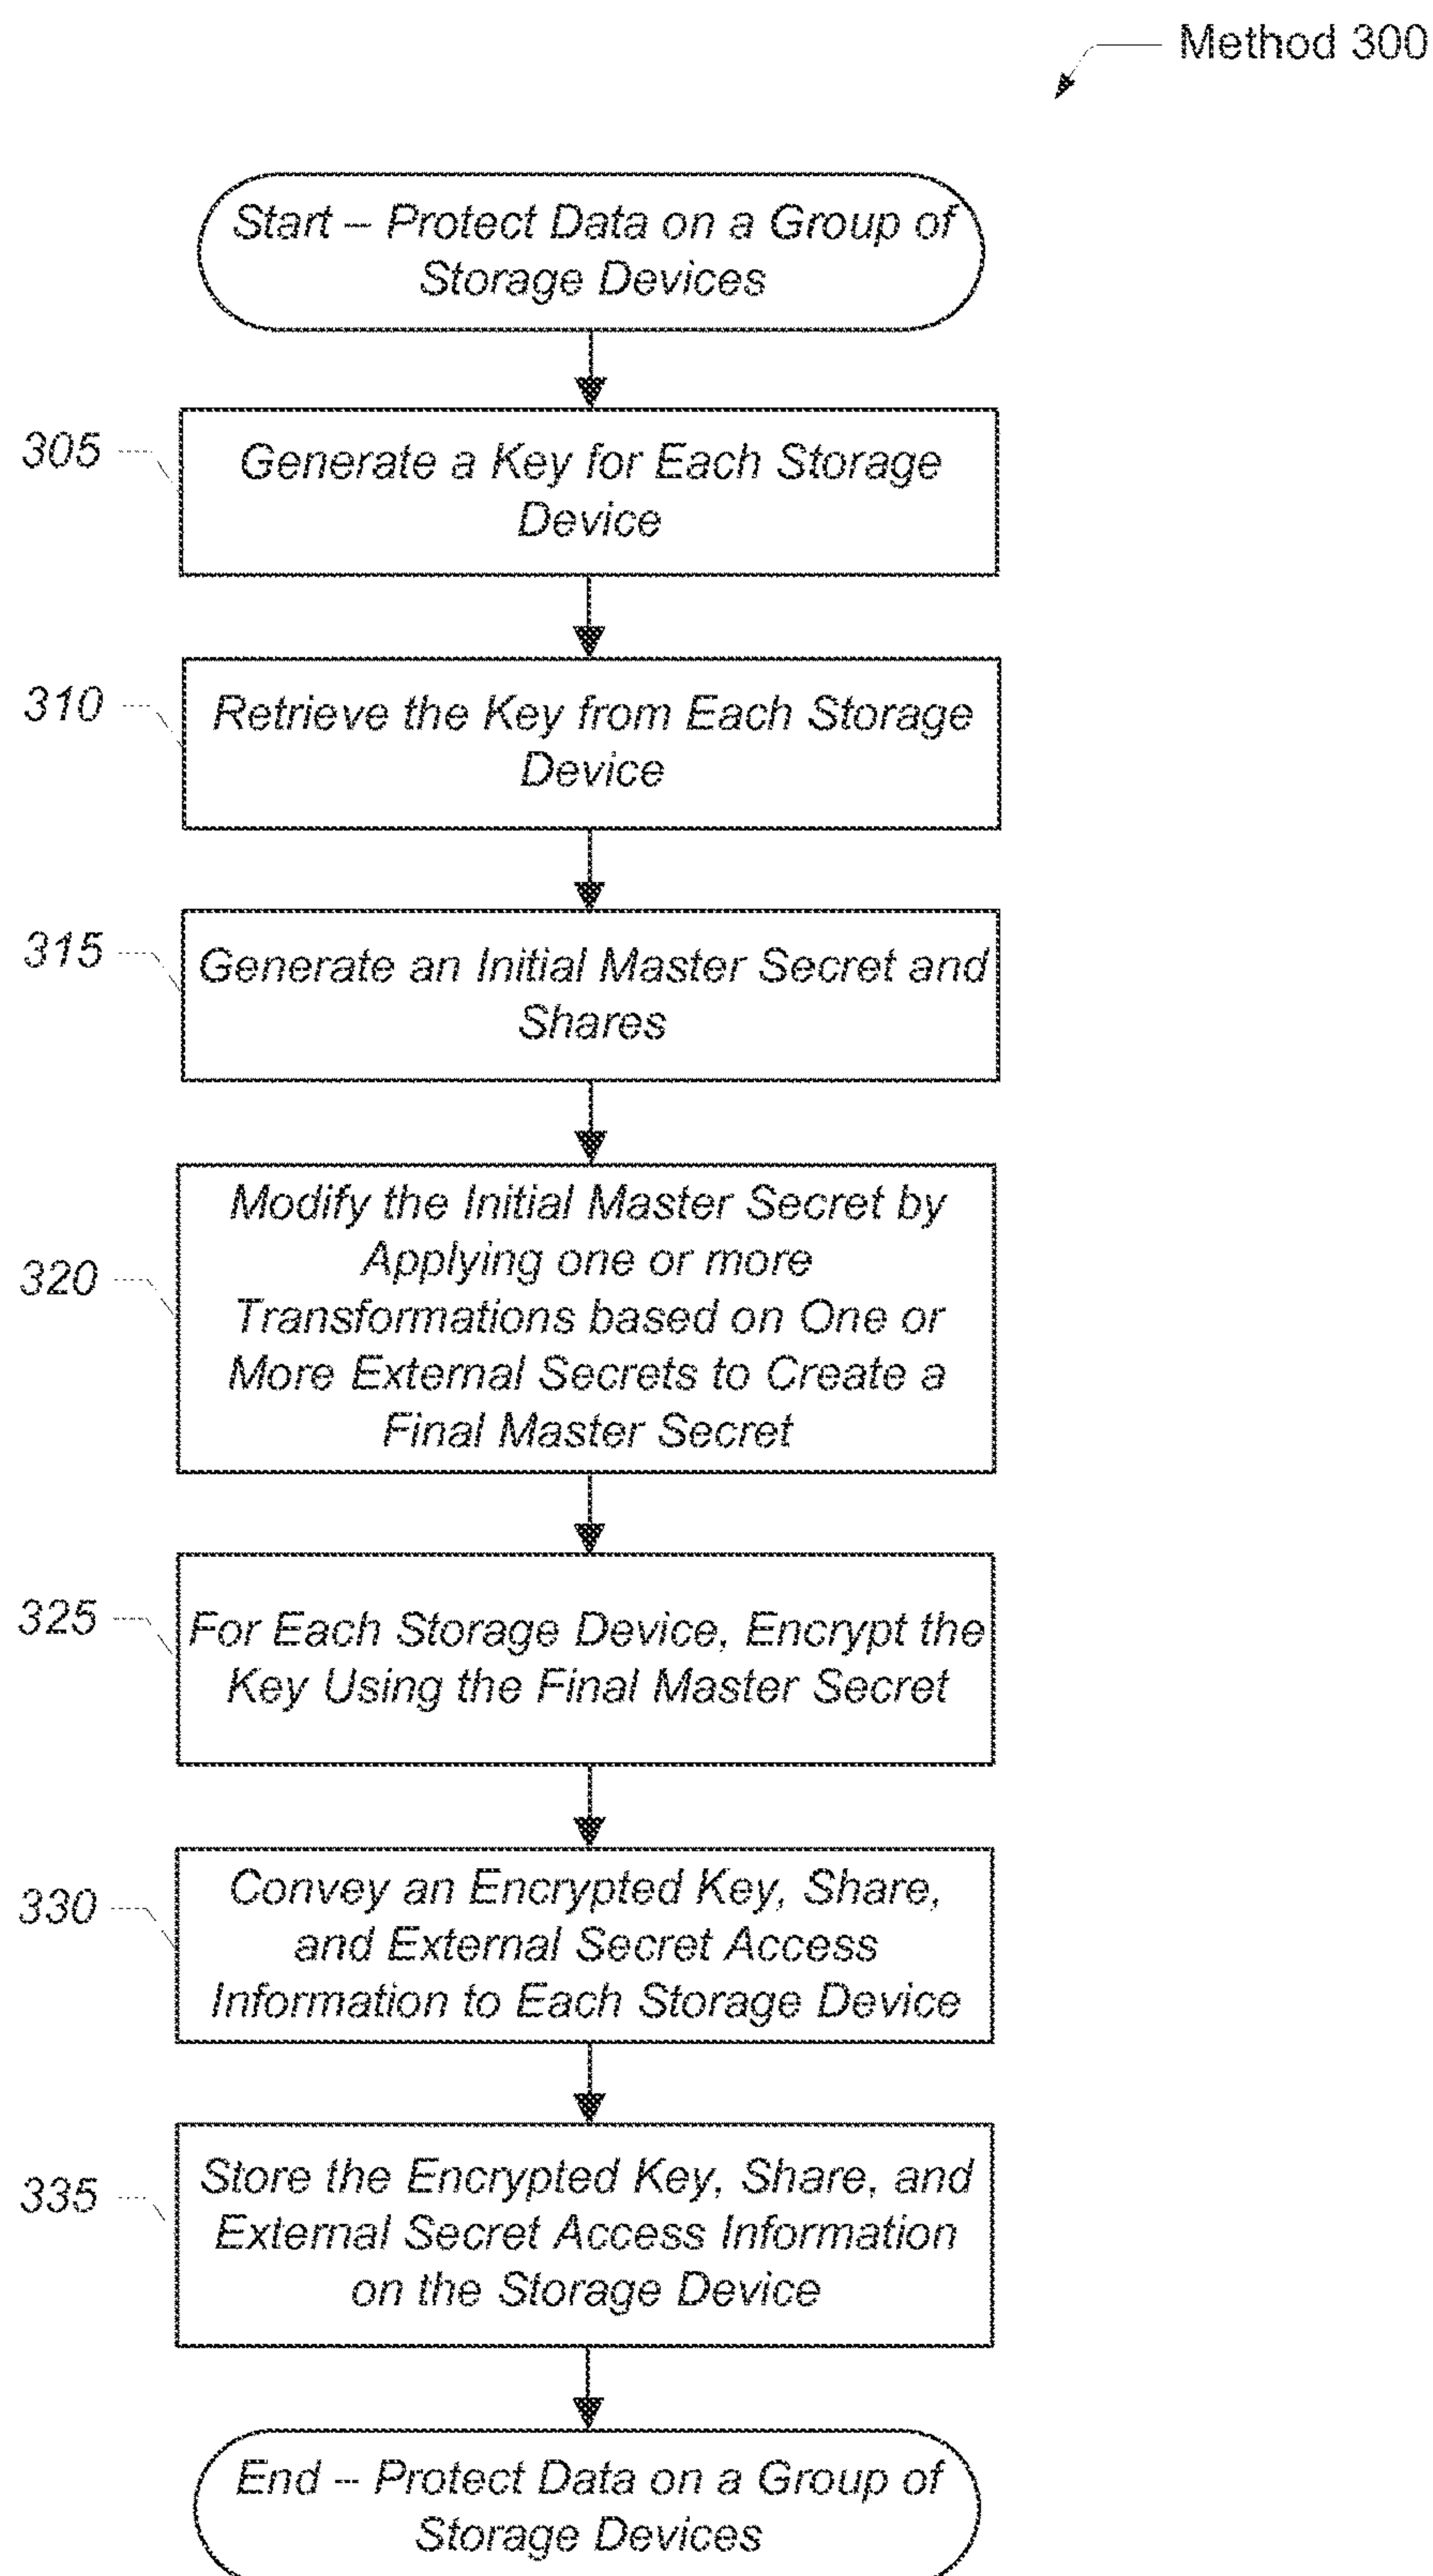 Method 300
Start -- Protect Data on a Group of
Storage Devices
305
Generate a Key for Each Storage
Device
310
Retrieve the Key from Each Storage
Device
315
Generate an Initial Master Secret and
Shares
320
Modify the Initial Master Secret by
Applying one or more
Transformations based on One or
More External Secrets to Create a
Final Master Secret
325
For Each Storage Device, Encrypt the
Key Using the Final Master Secret
330
Convey an Encrypted Key, Share,
and External Secret Access
Information to Each Storage Device
335
Store the Encrypted Key, Share, and
External Secret Access Information
on the Storage Device
End -- Protect Data on a Group of
Storage Devices